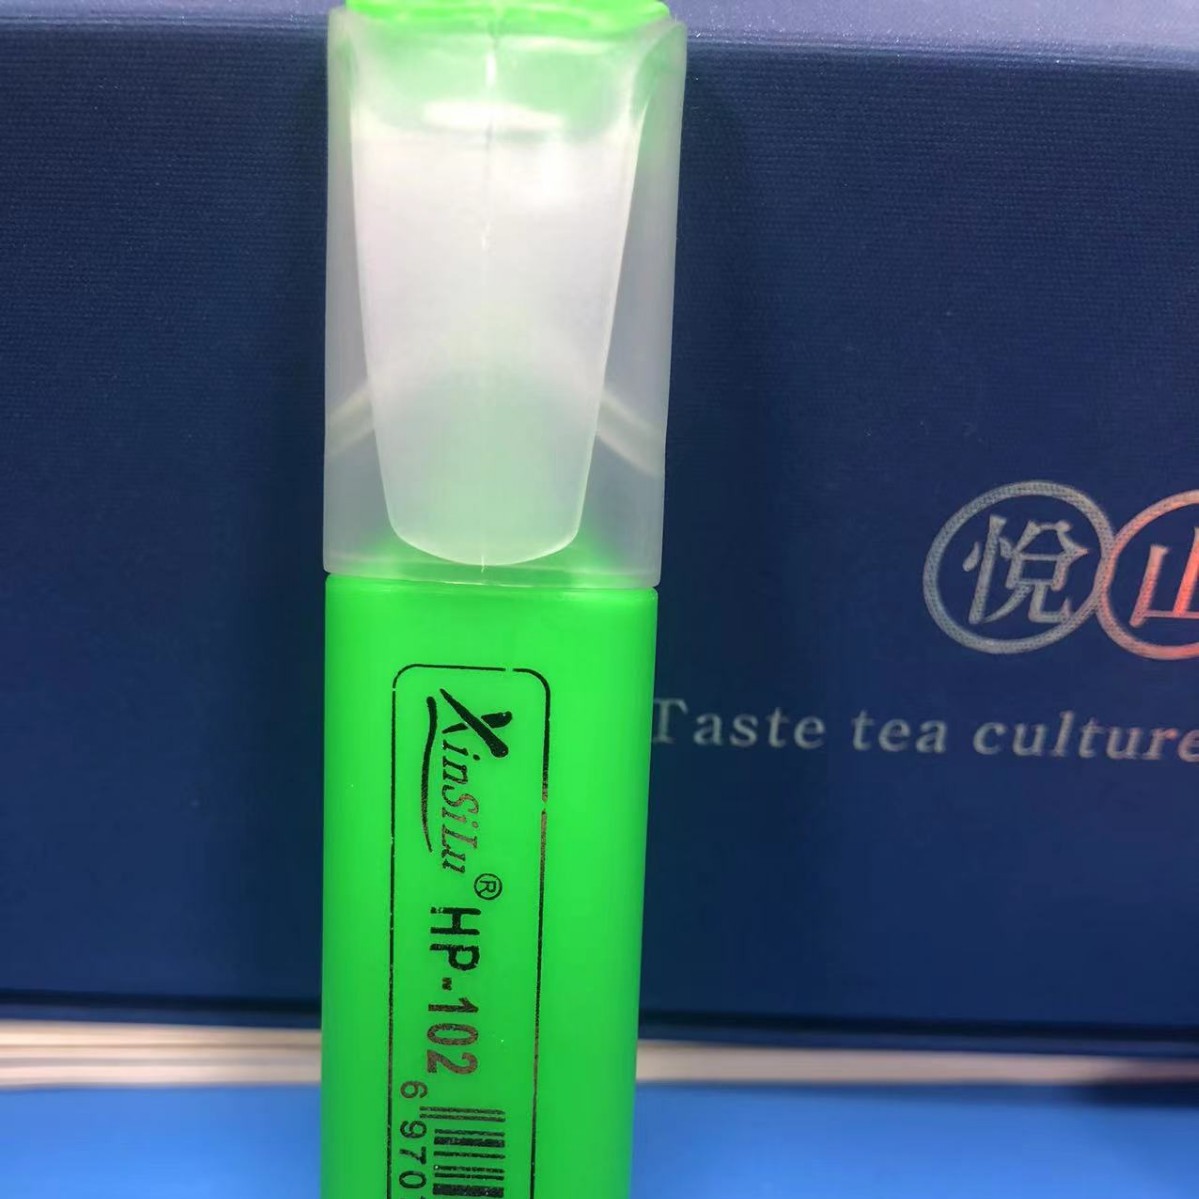 XinSiLu® HP-102
6 970
悦山
Taste tea culture